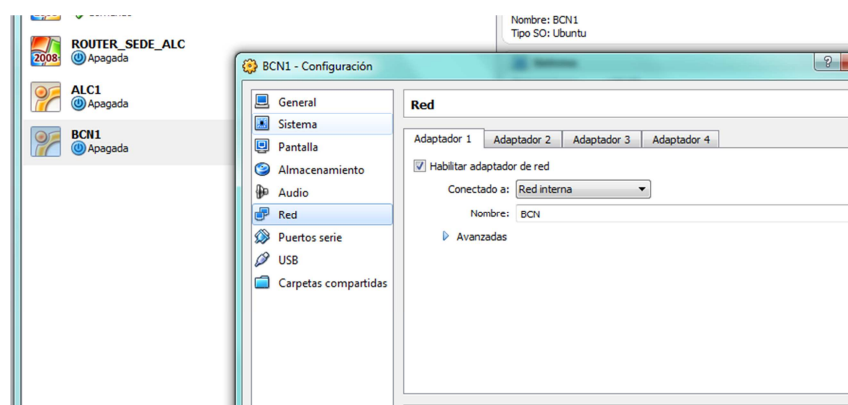 Nombre: BCN1
Tipo SO: Ubuntu
2008
ROUTER_SEDE_ALC
Apagada
ALC1
Apagada
BCN1
Apagada
BCN1 - Configuración
?
General
Sistema
Pantalla
Almacenamiento
Audio
Red
Puertos serie
USB
Carpetas compartidas
Red
Adaptador 1 Adaptador 2 Adaptador 3 Adaptador 4
Habilitar adaptador de red
Conectado a: Red interna
Nombre: BCN
Avanzadas